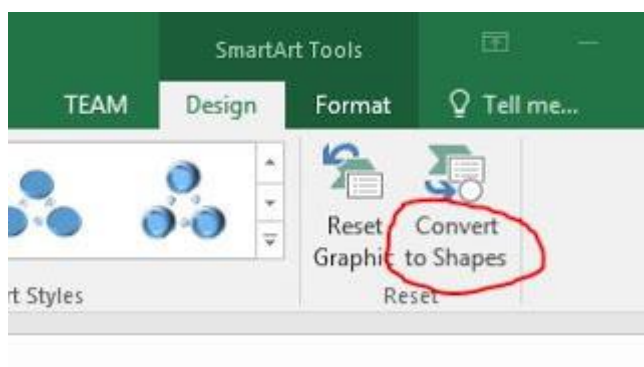 SmartArt Tools
TEAM Design Format Tell me...
Reset Graphic
Convert to Shapes
rt Styles
Reset